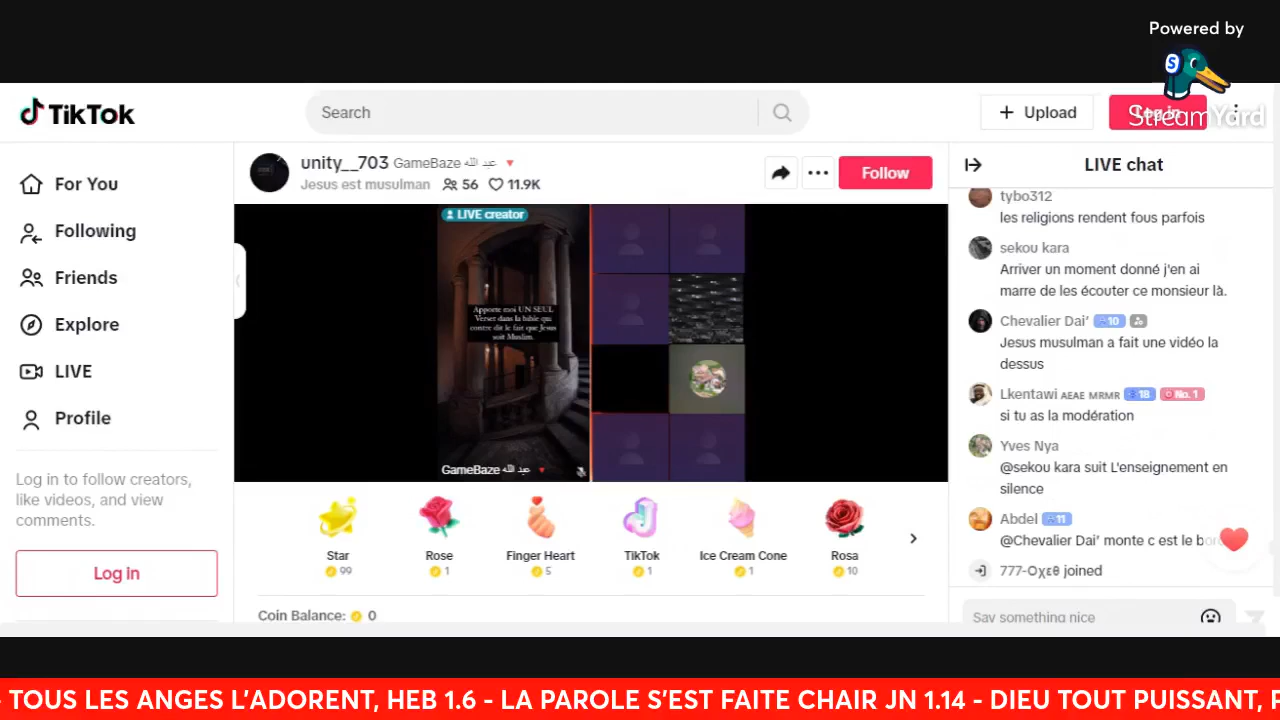 Powered by
StreamYard
TikTok
Search
Upload
Log in
For You
Following
Friends
Explore
LIVE
Profile
Log in to follow creators,
like videos, and view
comments.
Log in
unity__703 GameBaze عبد الله
Jesus est musulman 56 11.9K
Follow
LIVE creator
Apporte moi UN SEUL
Verset dans la bible qui
contre dit le fait que Jesus
soit Muslim.
GameBaze عبد الله
Star
99
Rose
1
Finger Heart
5
TikTok
1
Ice Cream Cone
1
Rosa
10
Coin Balance: 0
LIVE chat
tybo312
les religions rendent fous parfois
sekou kara
Arriver un moment donné j'en ai
marre de les écouter ce monsieur là.
Chevalier Dai’ 10
Jesus musulman a fait une vidéo la
dessus
Lkentawi ᴀᴇᴀᴇ ᴍʀᴍʀ 18 No. 1
si tu as la modération
Yves Nya
@sekou kara suit L'enseignement en
silence
Abdel 11
@Chevalier Dai’ monte c est le
777-Οχεθ joined
Say something nice
TOUS LES ANGES L'ADORENT, HEB 1.6 - LA PAROLE S'EST FAITE CHAIR JN 1.14 - DIEU TOUT PUISSANT,